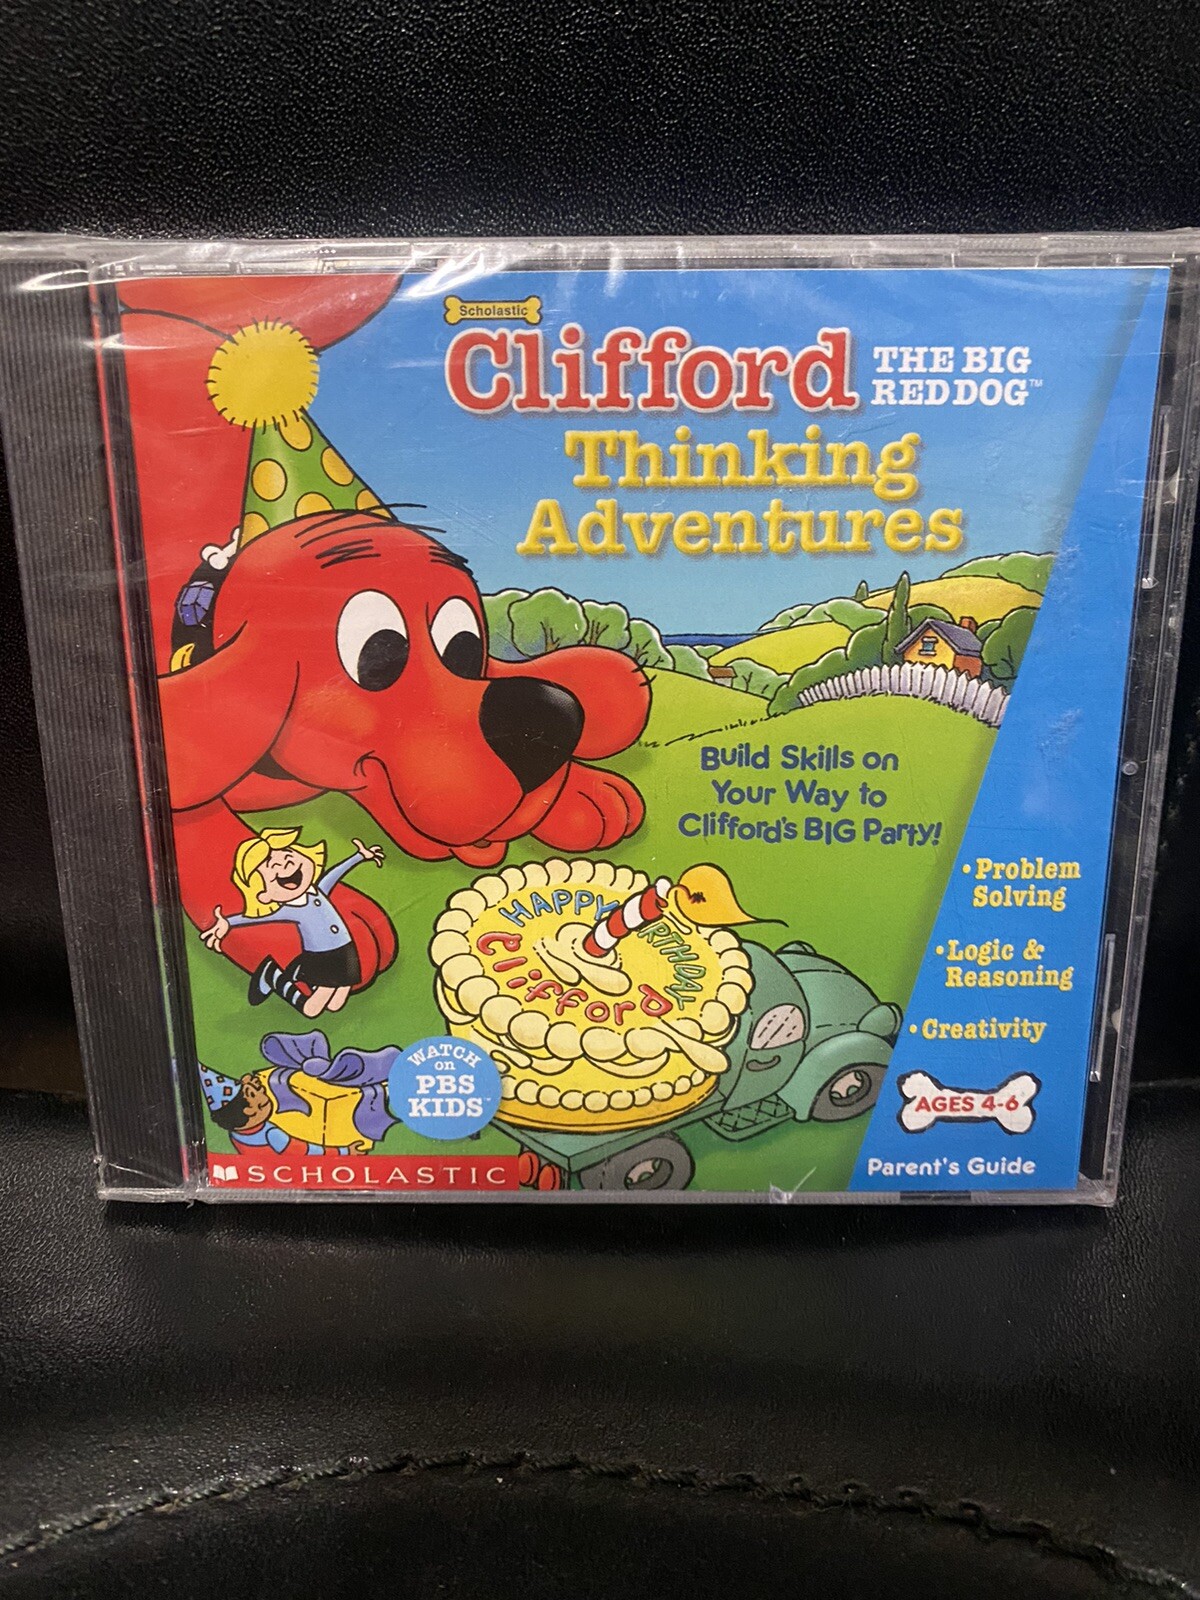 Scholastic
Clifford
THE BIG
RED DOG™
Thinking
Adventures
Build Skills on
Your Way to
Clifford's BIG Party!
• Problem
Solving
• Logic &
Reasoning
• Creativity
HAPPY
RTHDAY
Clifford
WATCH
on
PBS
KIDS™
AGES 4-6
SCHOLASTIC
Parent's Guide